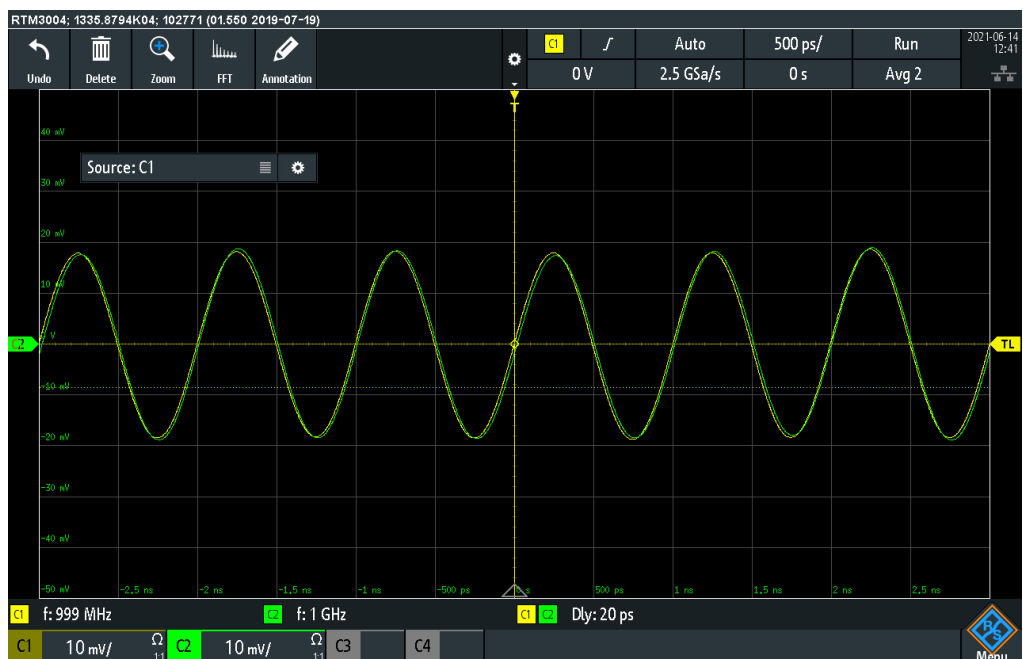 RTM3004; 1335.8794K04; 102771 (01.550 2019-07-19)
Undo Delete Zoom FFT Annotation
C1 Auto 500 ps/ Run
0 V 2.5 GSa/s 0 s Avg 2
2021-06-14
12:41
T
40 mV
Source: C1
30 mV
20 mV
10
C2 V TL
mV
-20 mV
-30 mV
-40 mV
-50 mV -2.5 ns -2 ns -1.5 ns -1 ns -500 ps s 500 ps 1 ns 1.5 ns 2 ns 2.5 ns
C1 f: 999 MHz C2 f: 1 GHz C1 C2 Dly: 20 ps
C1 10 mV/ Ω 1:1 C2 10 mV/ Ω 1:1 C3 C4
R&S
Menu